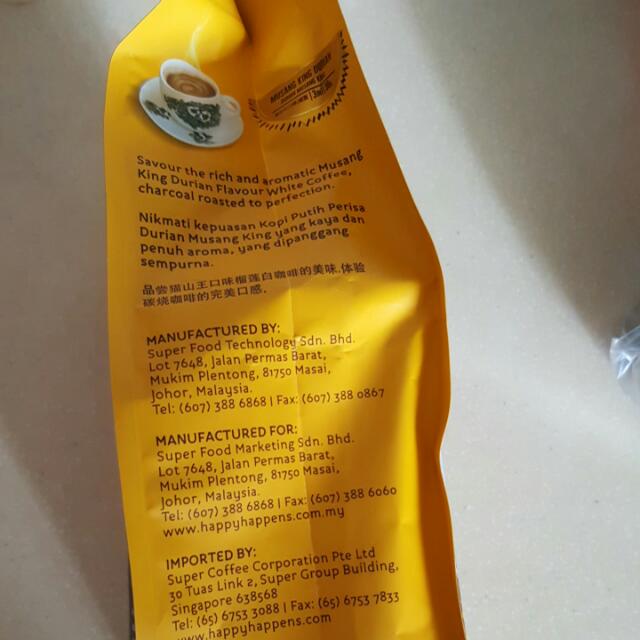 MUSANG KING DURIAN
Savour the rich and aromatic Musang
King Durian Flavour White Coffee,
charcoal roasted to perfection.
Nikmati kepuasan Kopi Putih Perisa
Durian Musang King yang kaya dan
penuh aroma, yang dipanggang
sempurna.
品尝猫山王口味榴莲白咖啡的美味.体验
碳烧咖啡的完美口感.
MANUFACTURED BY:
Super Food Technology Sdn. Bhd.
Lot 7648, Jalan Permas Barat,
Mukim Plentong, 81750 Masai,
Johor, Malaysia.
Tel: (607) 388 6868 | Fax: (607) 388 0867
MANUFACTURED FOR:
Super Food Marketing Sdn. Bhd.
Lot 7648, Jalan Permas Barat,
Mukim Plentong, 81750 Masai,
Johor, Malaysia.
Tel: (607) 388 6868 | Fax: (607) 388 6060
www.happyhappens.com.my
IMPORTED BY:
Super Coffee Corporation Pte Ltd
30 Tuas Link 2, Super Group Building,
Singapore 638568
Tel: (65) 6753 3088 | Fax: (65) 6753 7833
www.happyhappens.com